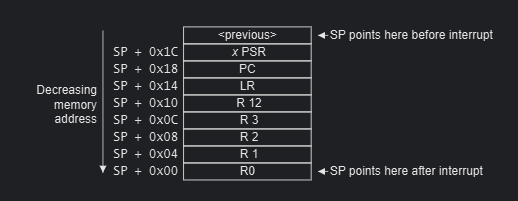 <previous> SP points here before interrupt
SP + 0x1C x PSR
SP + 0x18 PC
SP + 0x14 LR
SP + 0x10 R 12
SP + 0x0C R 3
SP + 0x08 R 2
SP + 0x04 R 1
SP + 0x00 R0 SP points here after interrupt
Decreasing
memory
address